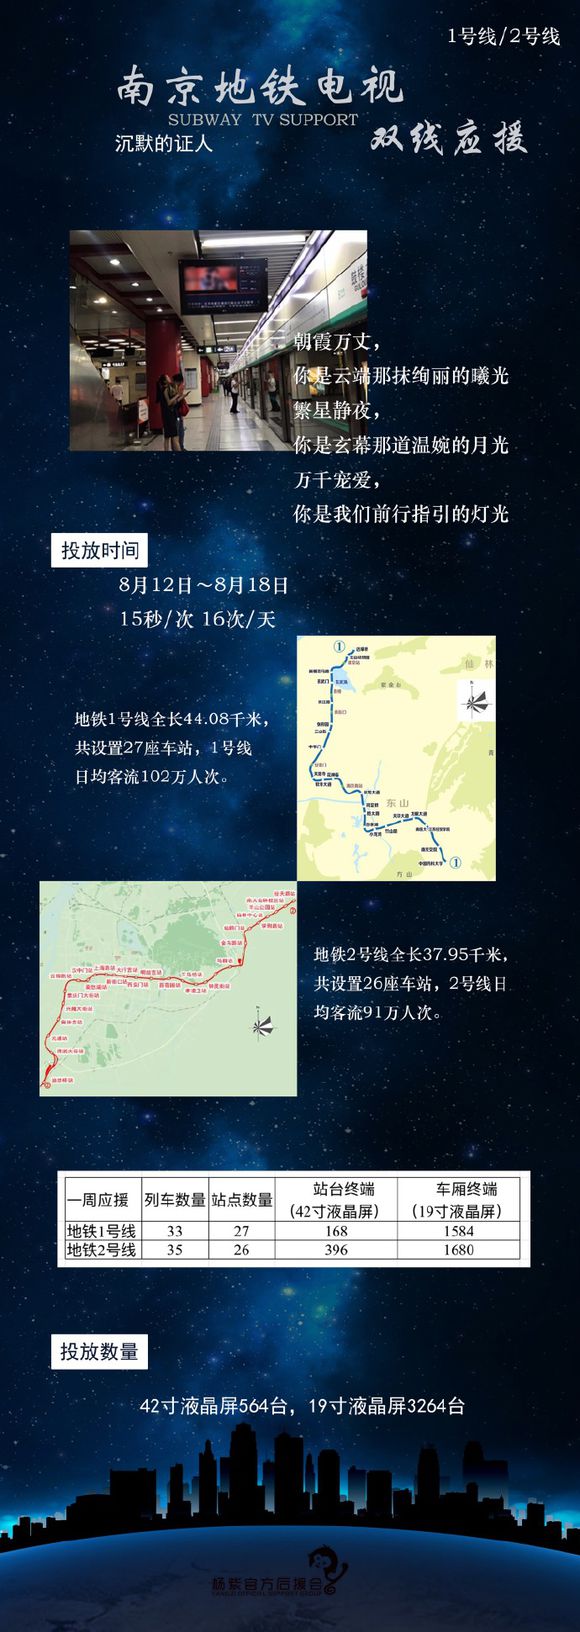 1号线/2号线
南京地铁电视
SUBWAY TV SUPPORT
沉默的证人
双线应援
朝霞万丈，
你是云端那抹绚丽的曦光
繁星静夜，
你是玄幕那道温婉的月光
万千宠爱，
你是我们前行指引的灯光
投放时间
8月12日～8月18日
15秒/次 16次/天
地铁1号线全长44.08千米，
共设置27座车站，1号线
日均客流102万人次。
仙林
紫金山
东山
方山
地铁2号线全长37.95千米，
共设置26座车站，2号线日
均客流91万人次。
一周应援 列车数量 站点数量 站台终端（42寸液晶屏） 车厢终端（19寸液晶屏）
地铁1号线 33 27 168 1584
地铁2号线 35 26 396 1680
投放数量
42寸液晶屏564台，19寸液晶屏3264台
杨紫官方后援会